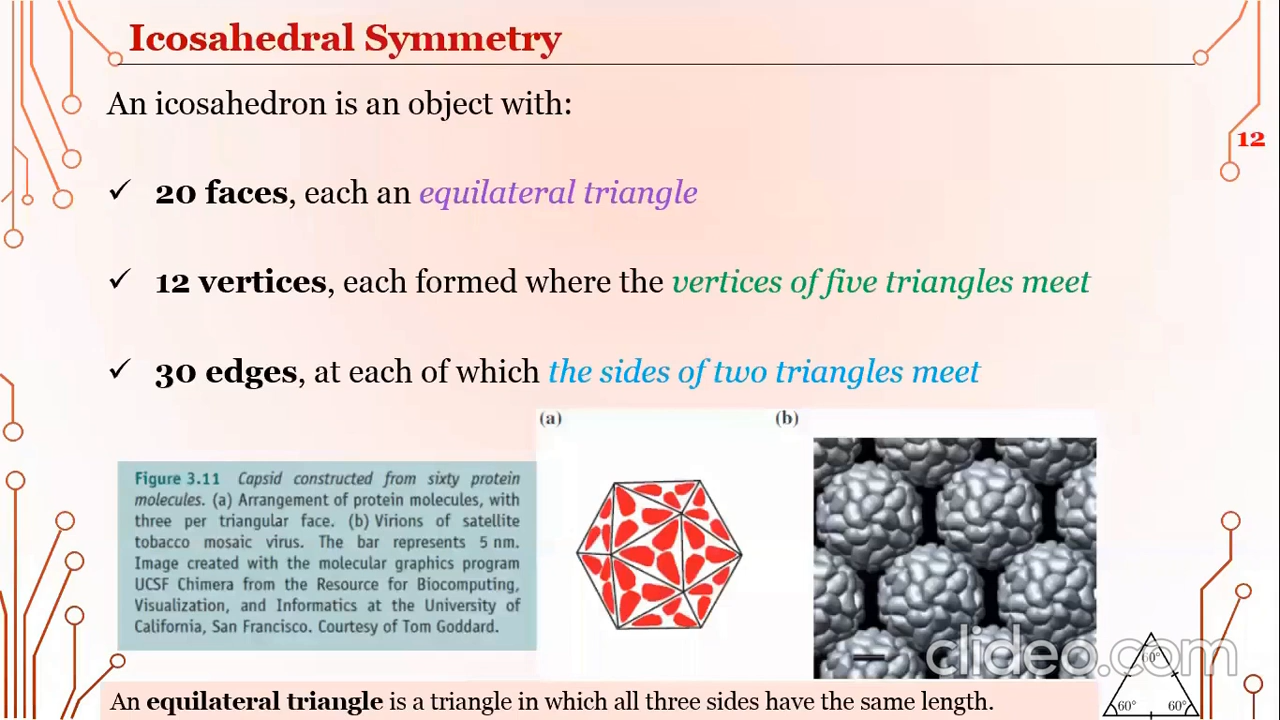 Icosahedral Symmetry
An icosahedron is an object with:
12
✓ 20 faces, each an equilateral triangle
✓ 12 vertices, each formed where the vertices of five triangles meet
✓ 30 edges, at each of which the sides of two triangles meet
(a)
(b)
Figure 3.11 Capsid constructed from sixty protein
molecules. (a) Arrangement of protein molecules, with
three per triangular face. (b) Virions of satellite
tobacco mosaic virus. The bar represents 5 nm.
Image created with the molecular graphics program
UCSF Chimera from the Resource for Biocomputing,
Visualization, and Informatics at the University of
California, San Francisco. Courtesy of Tom Goddard.
clideo.com
60°
60°
60°
An equilateral triangle is a triangle in which all three sides have the same length.